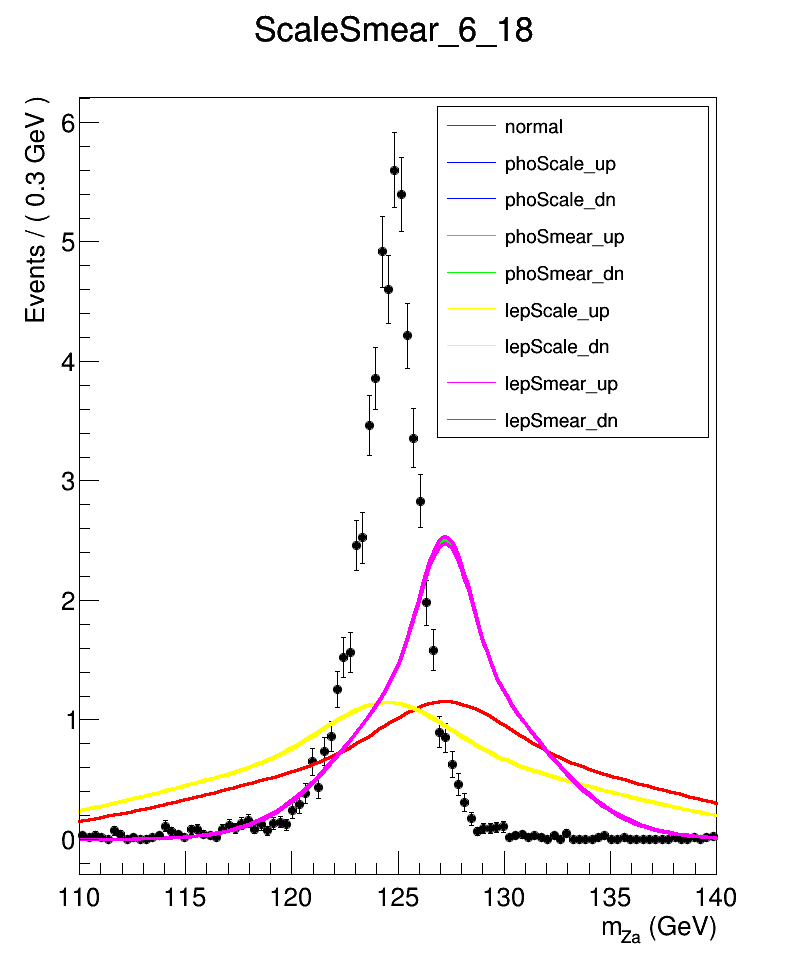 ScaleSmear_6_18
Events / ( 0.3 GeV )
6
5
4
3
2
1
0
normal
phoScale_up
phoScale_dn
phoSmear_up
phoSmear_dn
lepScale_up
lepScale_dn
lepSmear_up
lepSmear_dn
110 115 120 125 130 135 140
m_Za (GeV)